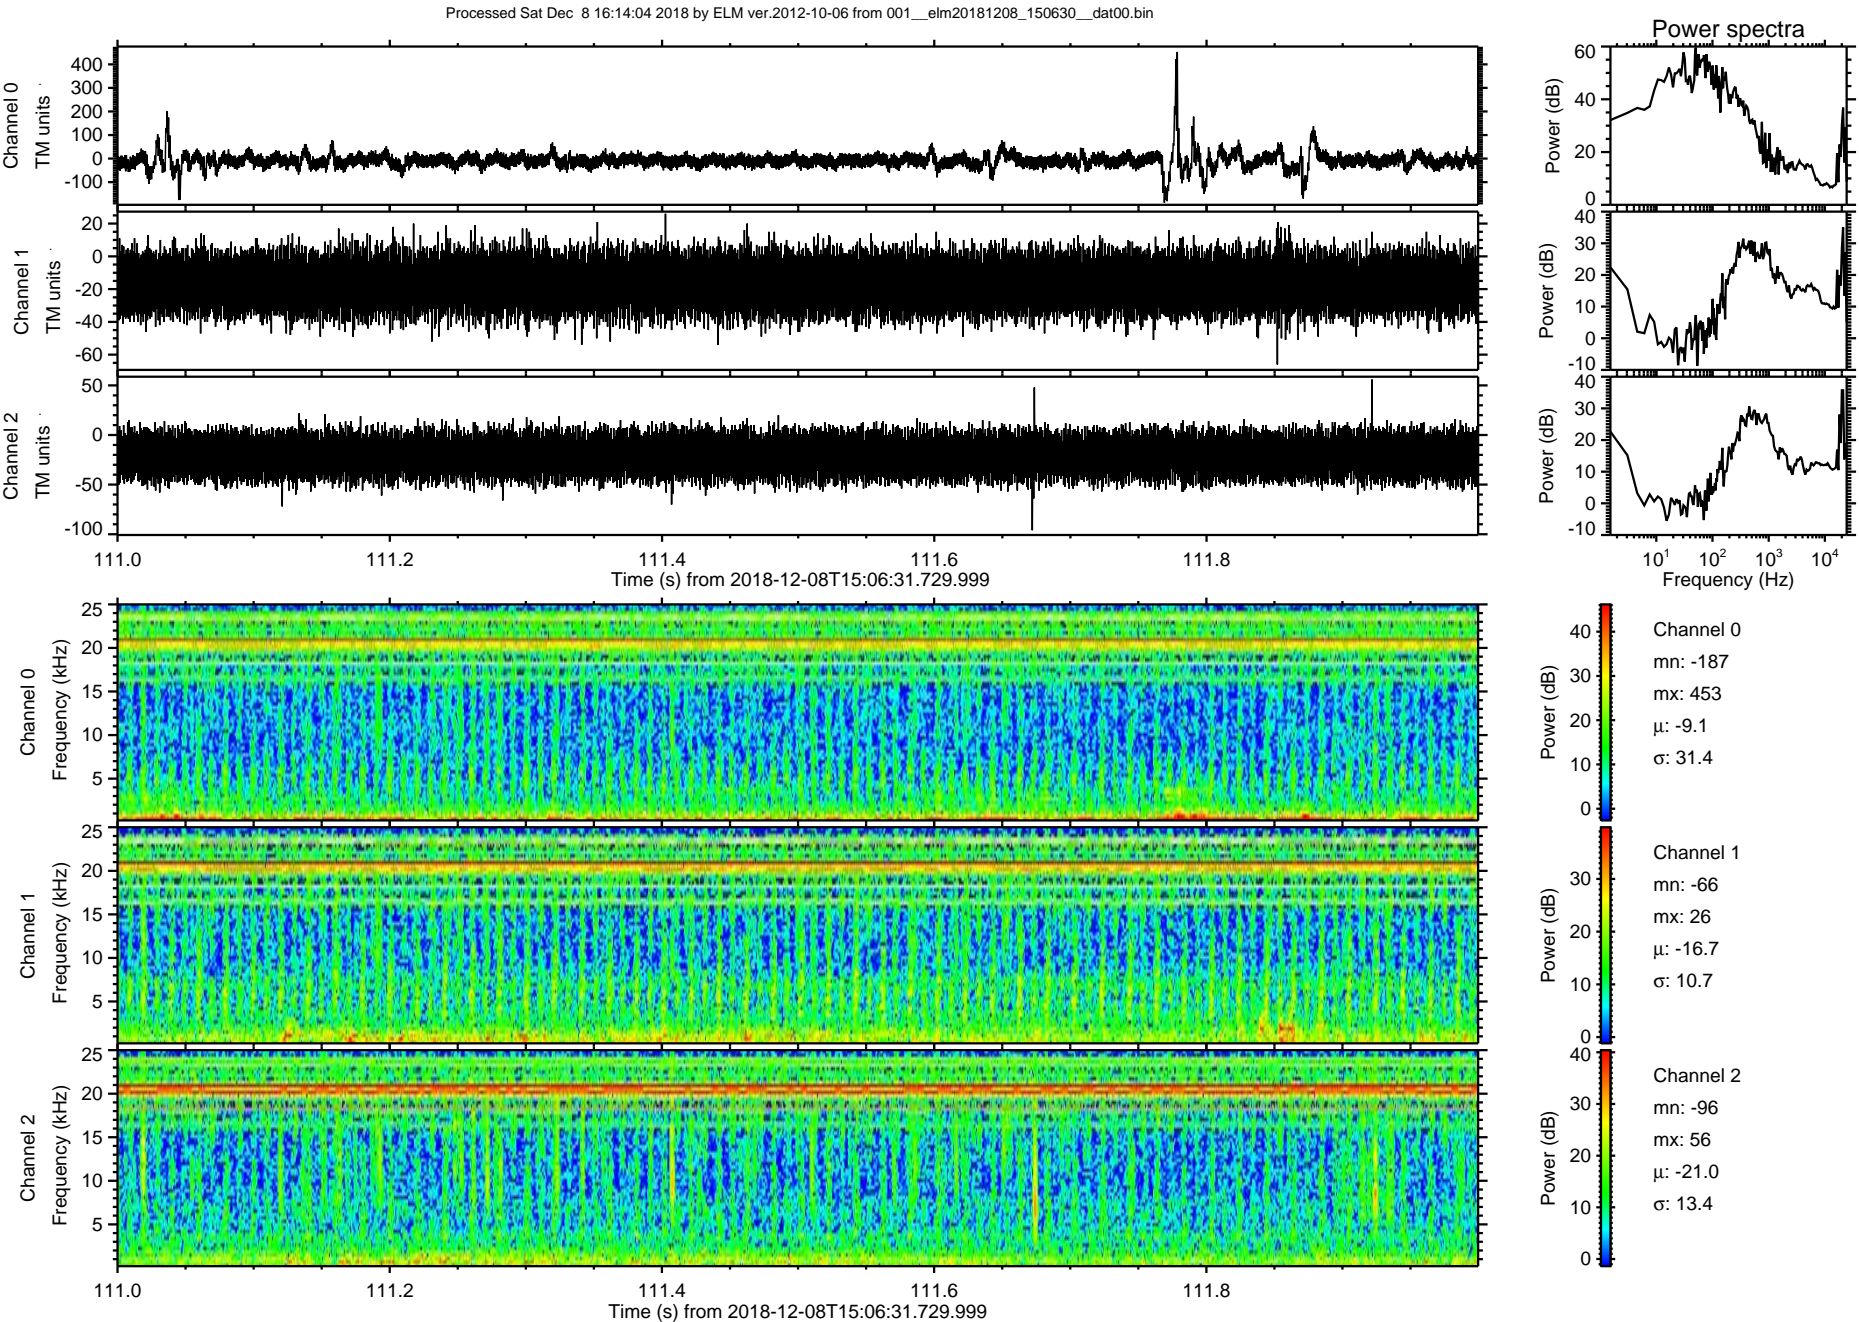 Processed Sat Dec  8 16:14:04 2018 by ELM ver.2012-10-06 from 001__elm20181208_150630__dat00.bin
Power spectra
Channel 0
TM units
400
300
200
100
0
-100
Power (dB)
60
40
20
0
Channel 1
TM units
20
0
-20
-40
-60
Power (dB)
40
30
20
10
0
-10
Channel 2
TM units
50
0
-50
-100
Power (dB)
40
30
20
10
0
-10
111.0 111.2 111.4 111.6 111.8
Time (s) from 2018-12-08T15:06:31.729.999
10¹ 10² 10³ 10⁴
Frequency (Hz)
Channel 0
Frequency (kHz)
25
20
15
10
5
Power (dB)
40
30
20
10
0
Channel 0
mn: -187
mx: 453
µ: -9.1
σ: 31.4
Channel 1
Frequency (kHz)
25
20
15
10
5
Power (dB)
30
20
10
0
Channel 1
mn: -66
mx: 26
µ: -16.7
σ: 10.7
Channel 2
Frequency (kHz)
25
20
15
10
5
Power (dB)
40
30
20
10
0
Channel 2
mn: -96
mx: 56
µ: -21.0
σ: 13.4
111.0 111.2 111.4 111.6 111.8
Time (s) from 2018-12-08T15:06:31.729.999